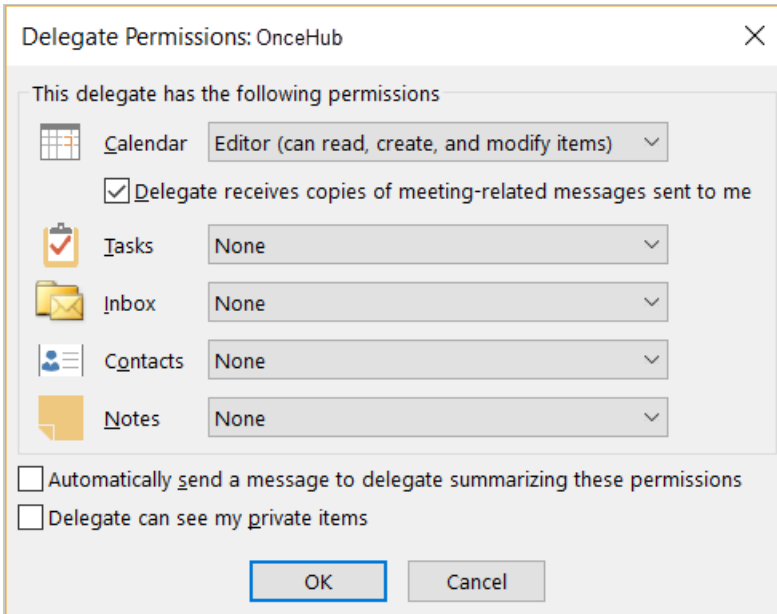 Delegate Permissions: OnceHub
This delegate has the following permissions
Calendar Editor (can read, create, and modify items)
Delegate receives copies of meeting-related messages sent to me
Tasks None
Inbox None
Contacts None
Notes None
Automatically send a message to delegate summarizing these permissions
Delegate can see my private items
OK Cancel